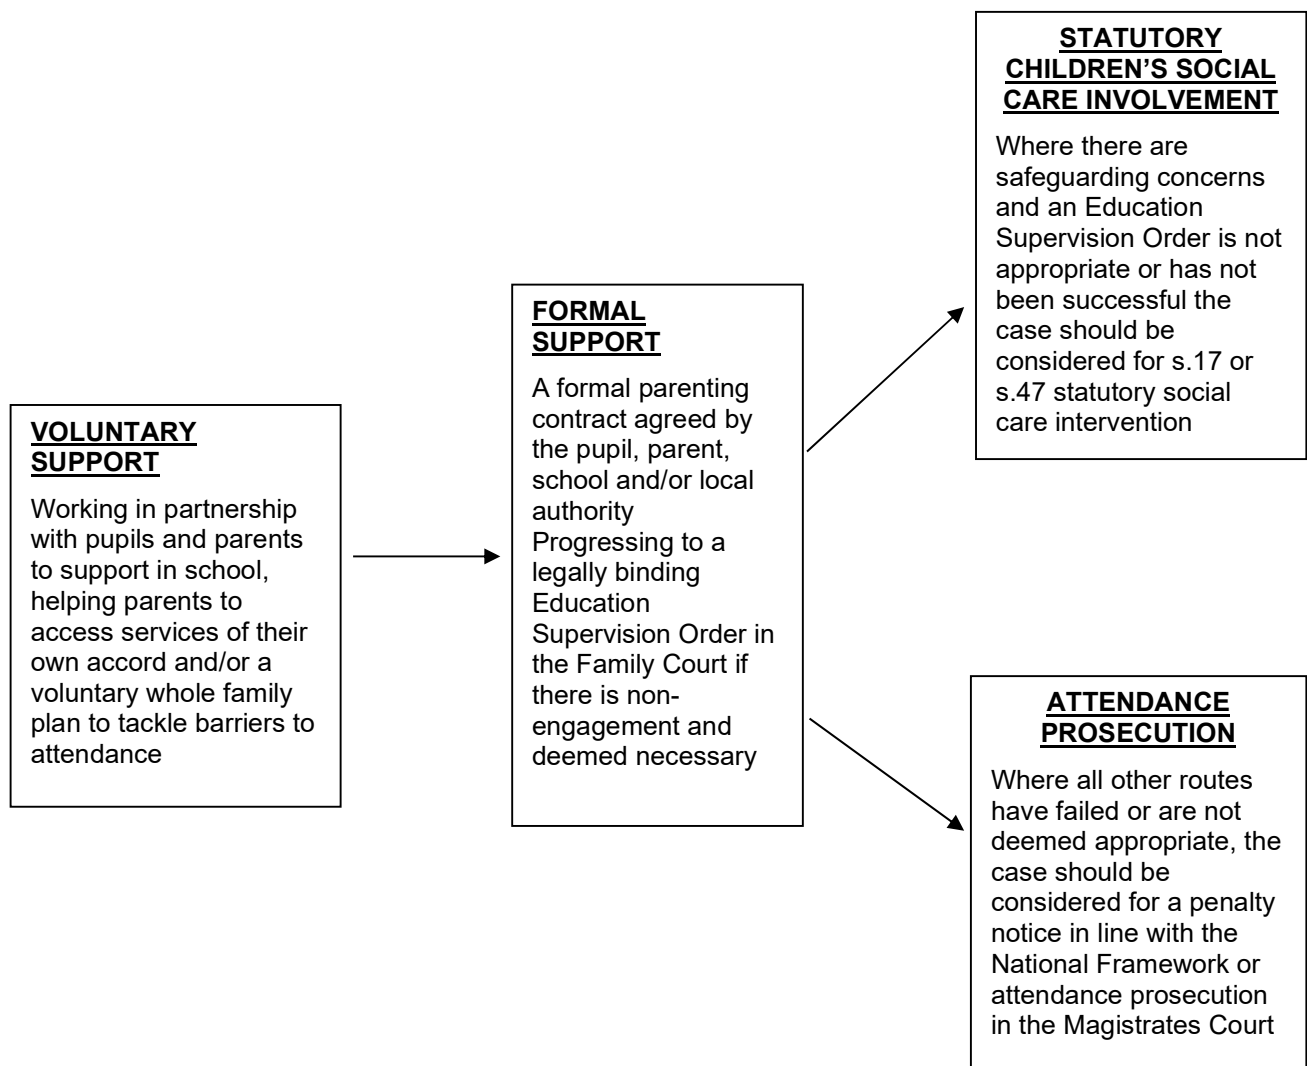 VOLUNTARY
SUPPORT
Working in partnership
with pupils and parents
to support in school,
helping parents to
access services of their
own accord and/or a
voluntary whole family
plan to tackle barriers to
attendance
FORMAL
SUPPORT
A formal parenting
contract agreed by
the pupil, parent,
school and/or local
authority
Progressing to a
legally binding
Education
Supervision Order in
the Family Court if
there is non-
engagement and
deemed necessary
STATUTORY
CHILDREN’S SOCIAL
CARE INVOLVEMENT
Where there are
safeguarding concerns
and an Education
Supervision Order is not
appropriate or has not
been successful the
case should be
considered for s.17 or
s.47 statutory social
care intervention
ATTENDANCE
PROSECUTION
Where all other routes
have failed or are not
deemed appropriate, the
case should be
considered for a penalty
notice in line with the
National Framework or
attendance prosecution
in the Magistrates Court